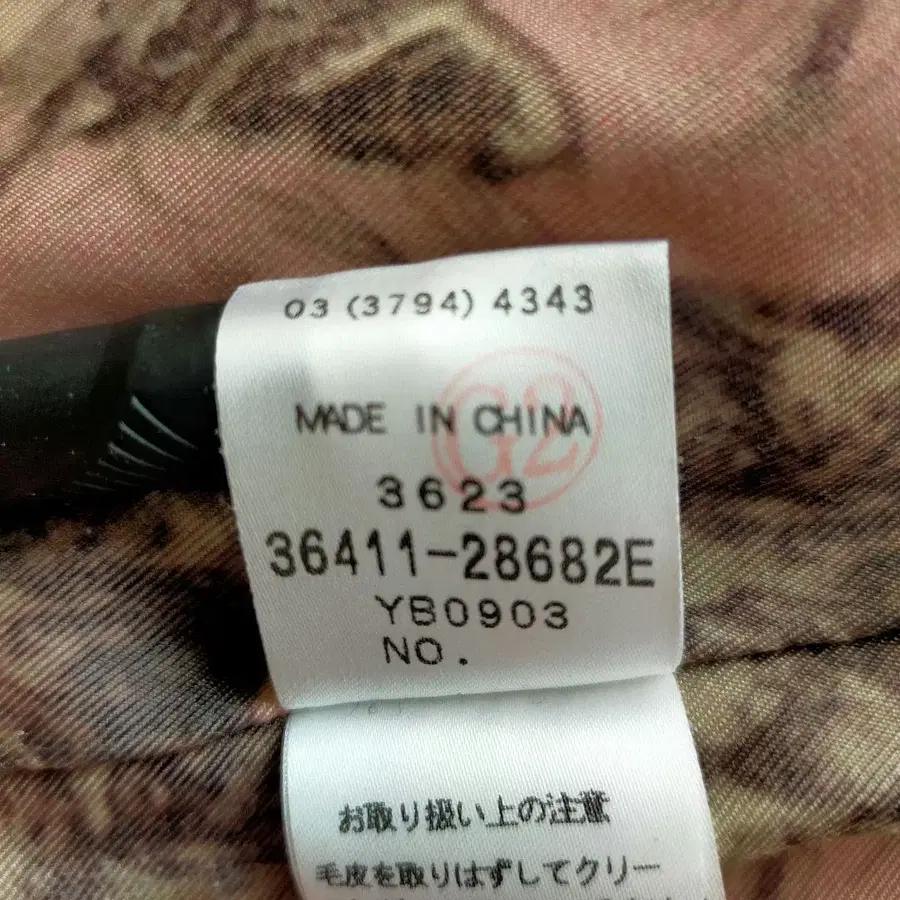 03 (3794) 4343
MADE IN CHINA
G2
3623
36411-28682E
YB0903
NO.
お取り扱い上の注意
毛皮を取りはずしてクリー